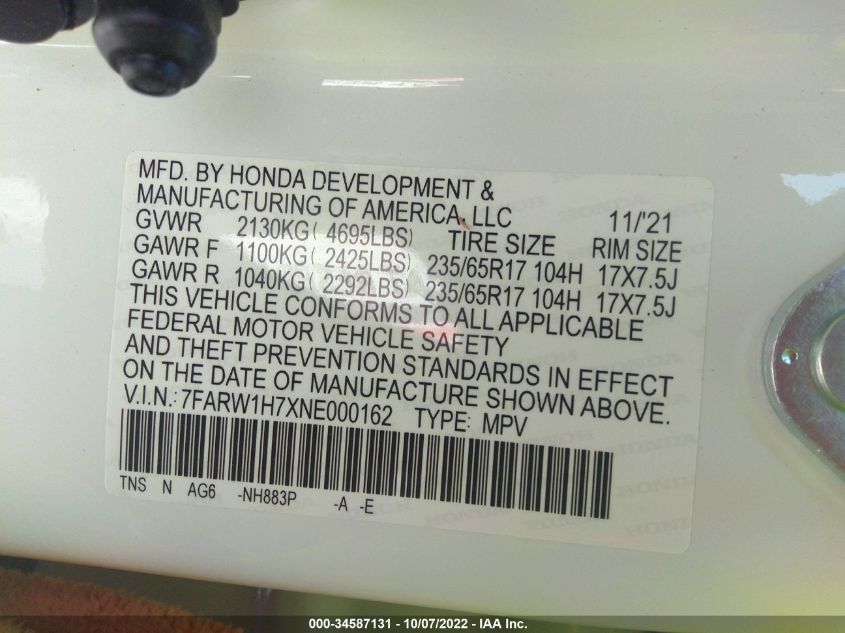 MFD. BY HONDA DEVELOPMENT &
MANUFACTURING OF AMERICA, LLC 11/'21
GVWR 2130KG( 4695LBS) TIRE SIZE RIM SIZE
GAWR F 1100KG( 2425LBS) 235/65R17 104H 17X7.5J
GAWR R 1040KG( 2292LBS) 235/65R17 104H 17X7.5J
THIS VEHICLE CONFORMS TO ALL APPLICABLE
FEDERAL MOTOR VEHICLE SAFETY
AND THEFT PREVENTION STANDARDS IN EFFECT
ON THE DATE OF MANUFACTURE SHOWN ABOVE.
V.I.N.: 7FARW1H7XNE000162 TYPE: MPV
TNS N AG6 -NH883P -A -E
000-34587131 - 10/07/2022 - IAA Inc.